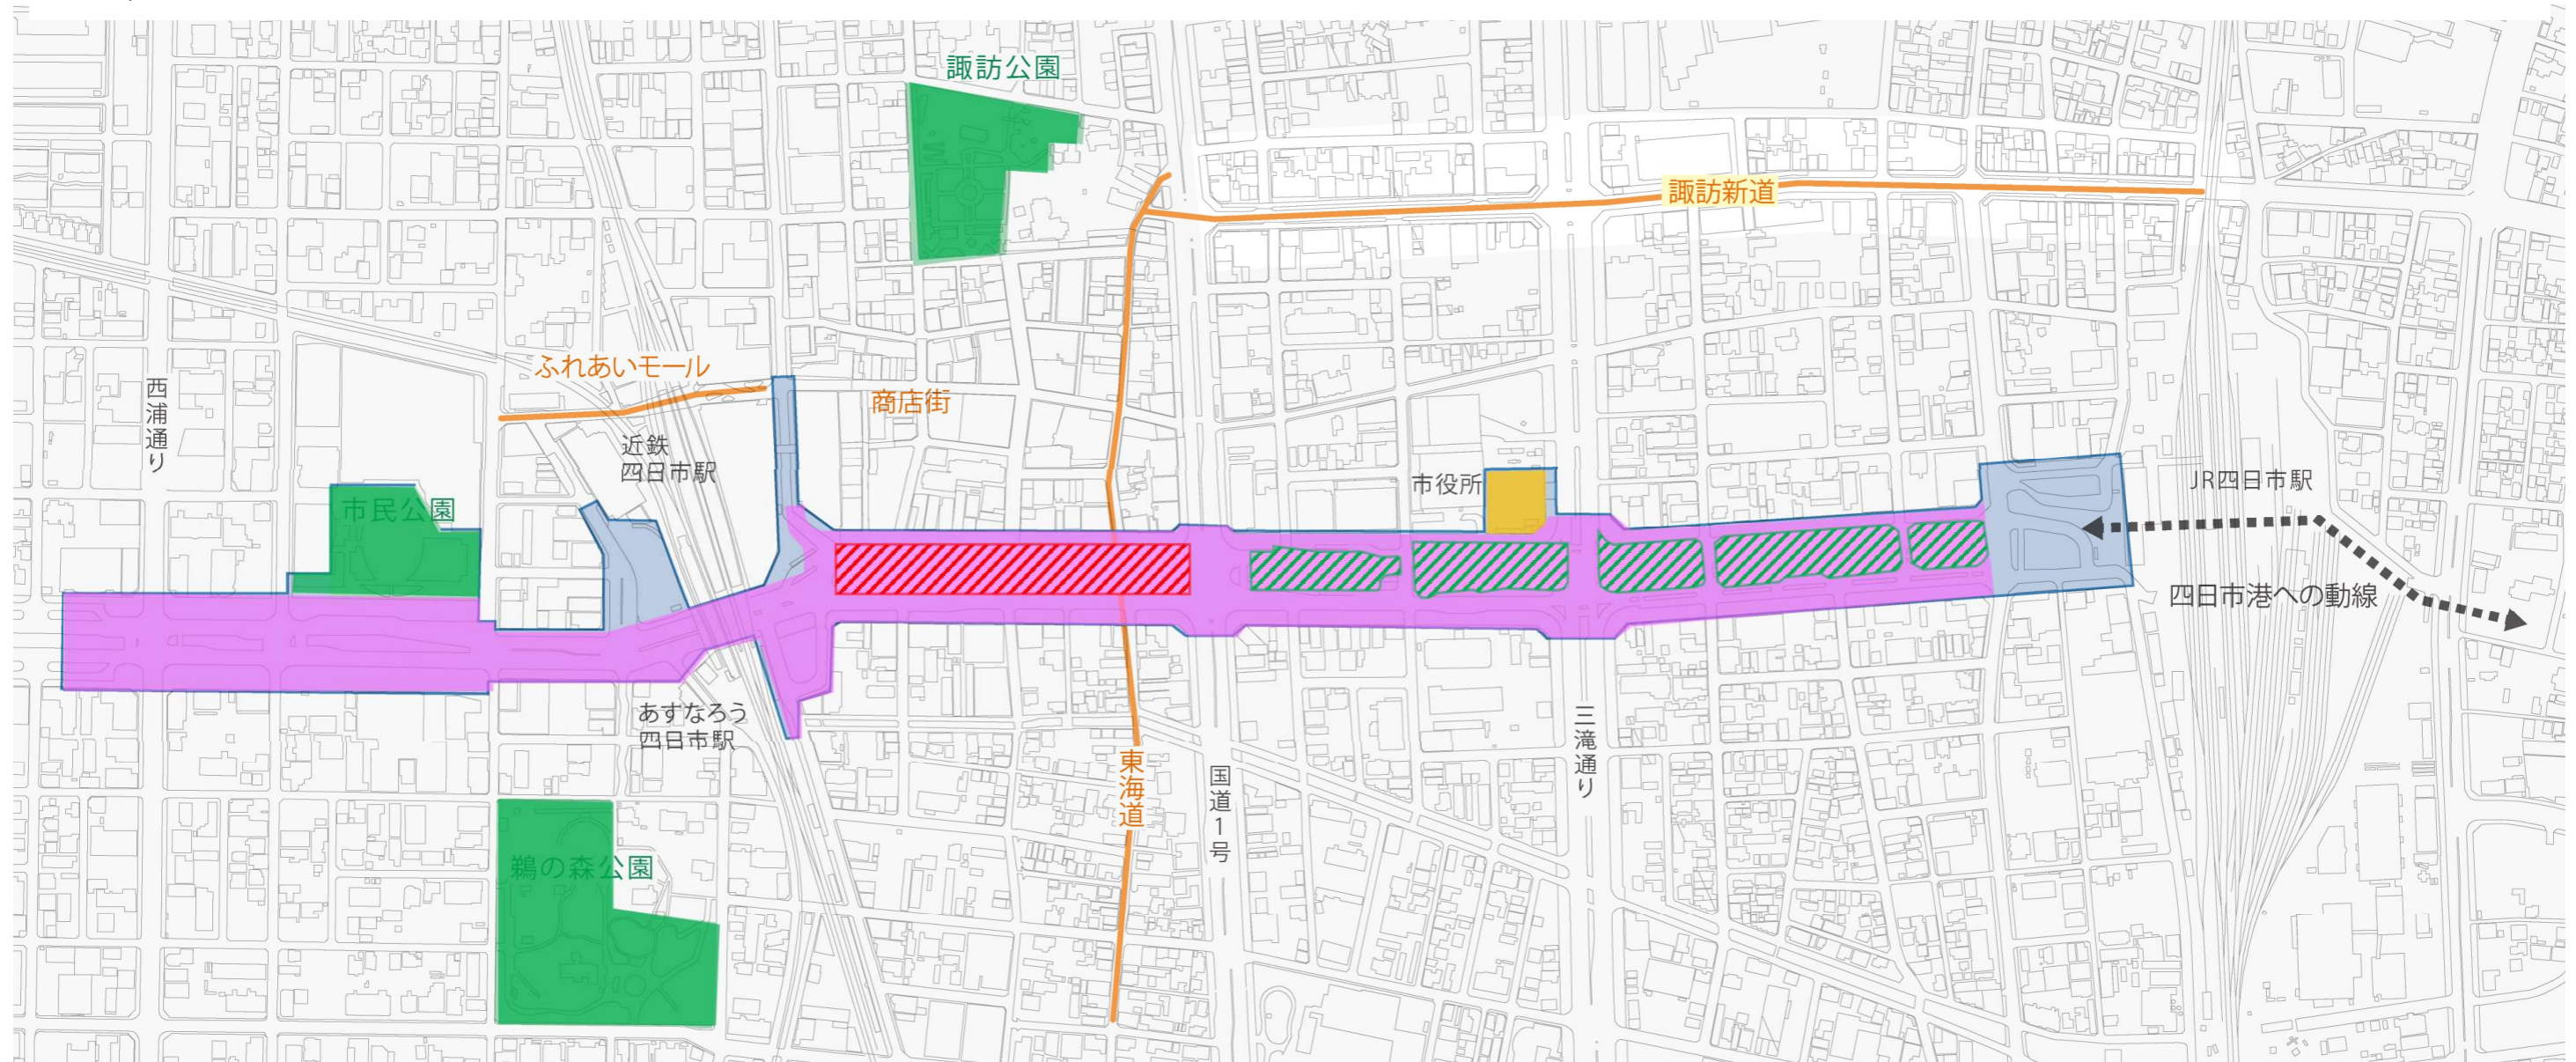 諏訪公園
諏訪新道
ふれあいモール
西浦通り
商店街
近鉄
四日市駅
市役所
JR四日市駅
市民公園
四日市港への動線
あすなろう
四日市駅
三滝通り
東海道
国道1号
鵜の森公園